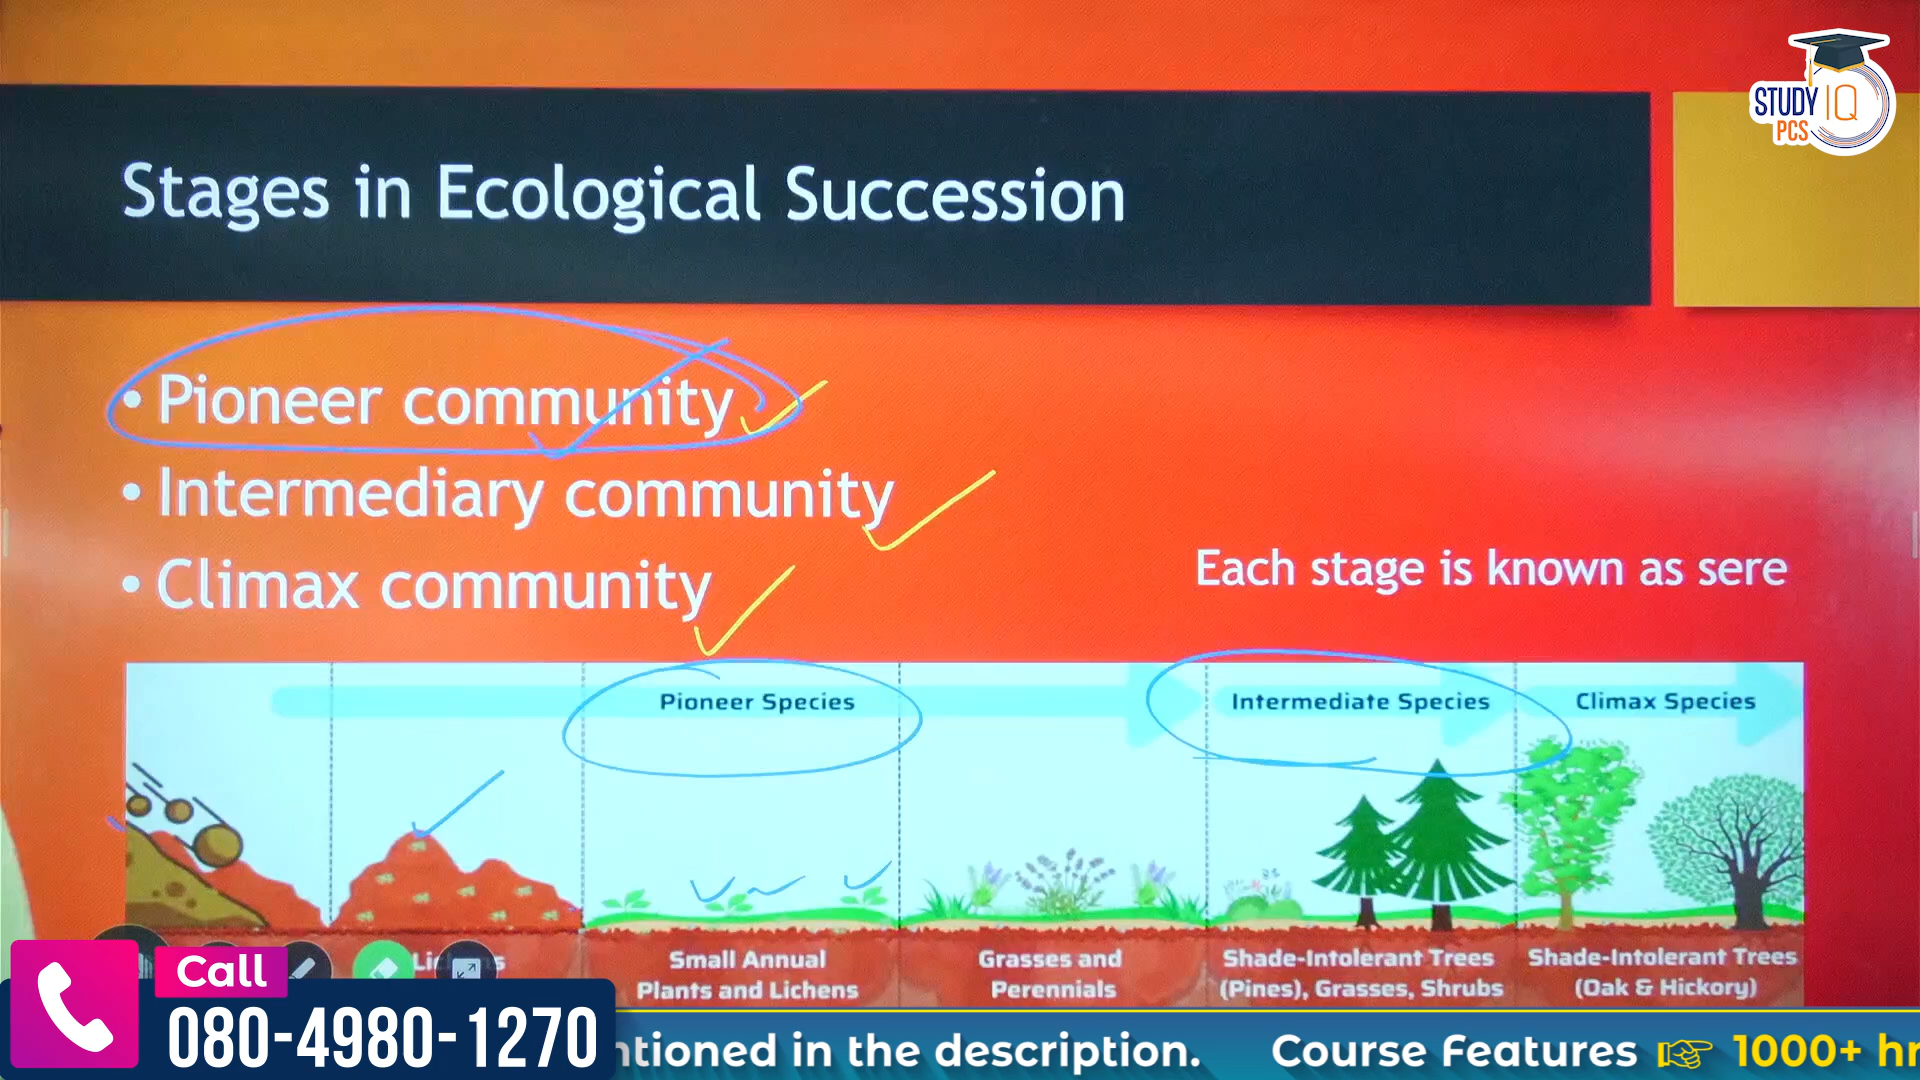 STUDY IQ
PCS
Stages in Ecological Succession
• Pioneer community
• Intermediary community
• Climax community
Each stage is known as sere
Pioneer Species
Intermediate Species
Climax Species
Small Annual
Plants and Lichens
Grasses and
Perennials
Shade-Intolerant Trees
(Pines), Grasses, Shrubs
Shade-Intolerant Trees
(Oak & Hickory)
Call
080-4980-1270
ntioned in the description.
Course Features
1000+ hr